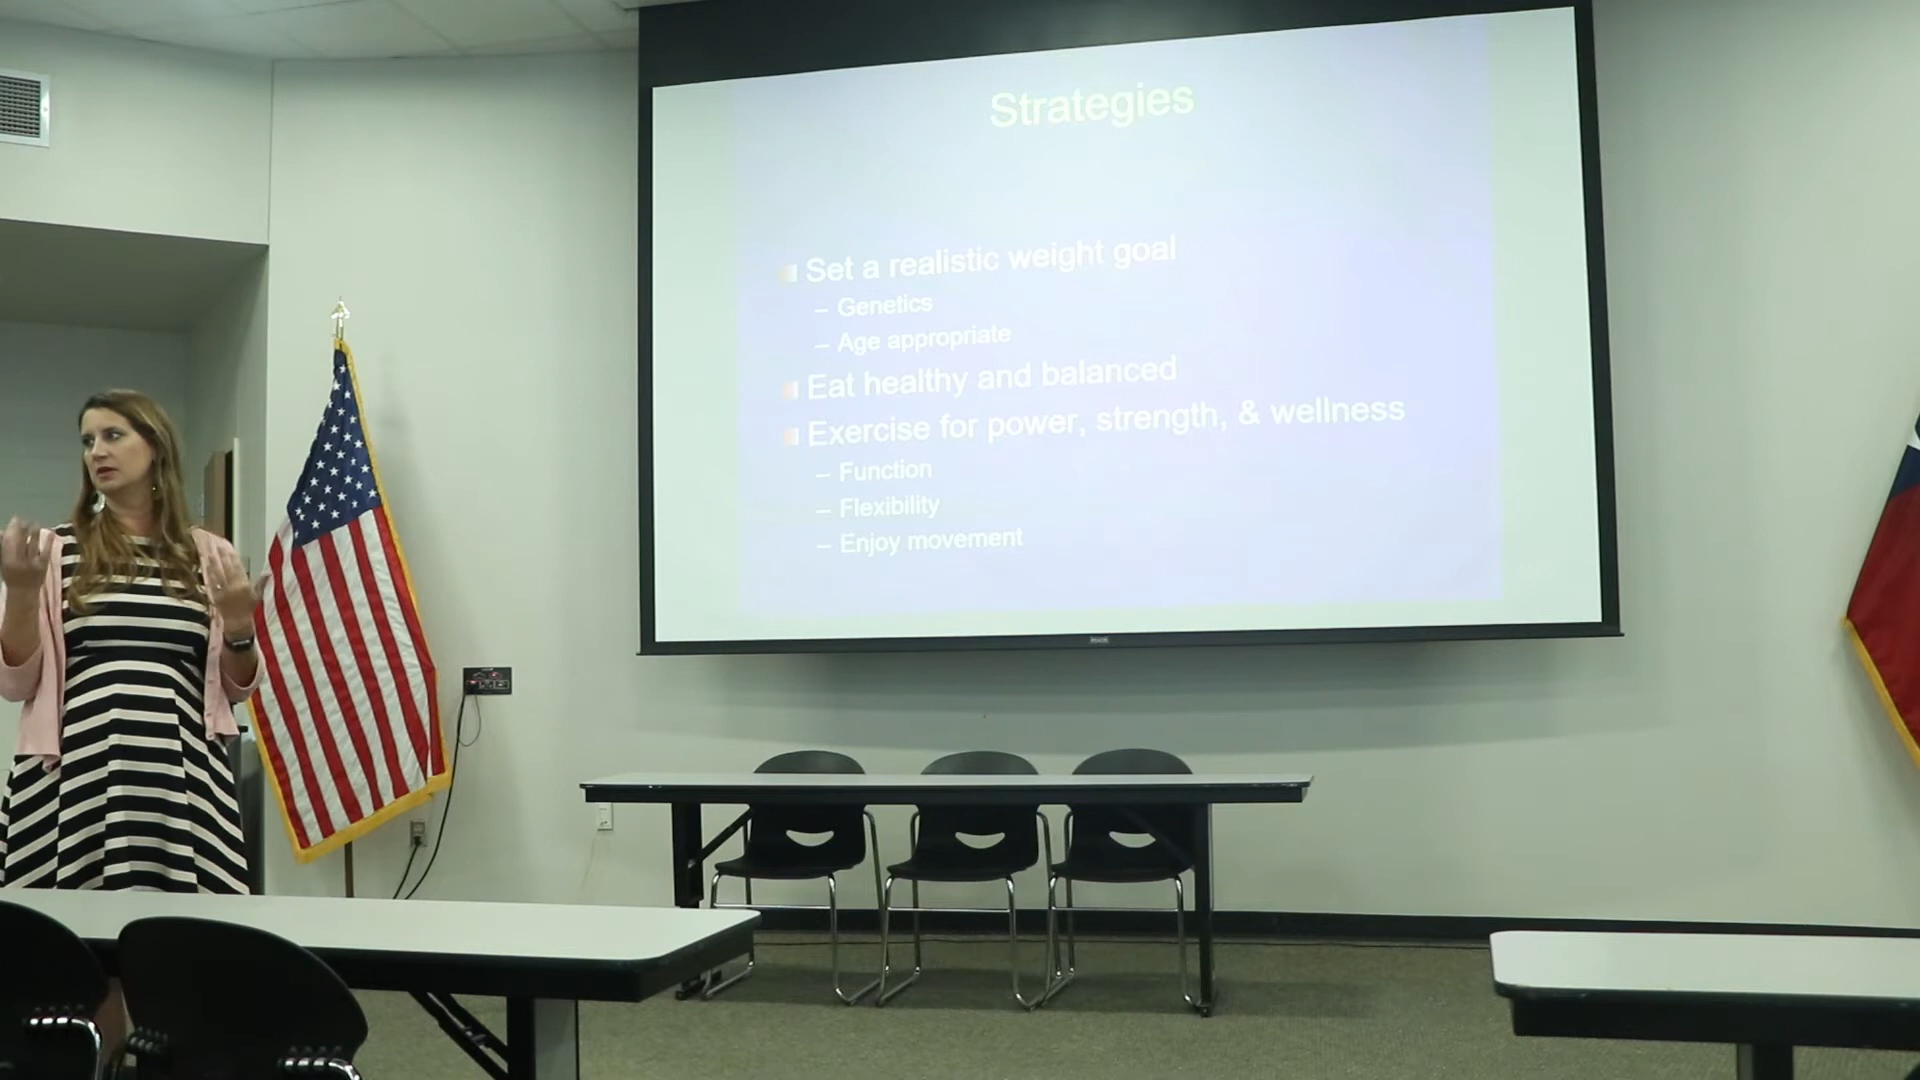 Strategies
Set a realistic weight goal
– Genetics
– Age appropriate
Eat healthy and balanced
Exercise for power, strength, & wellness
– Function
– Flexibility
– Enjoy movement